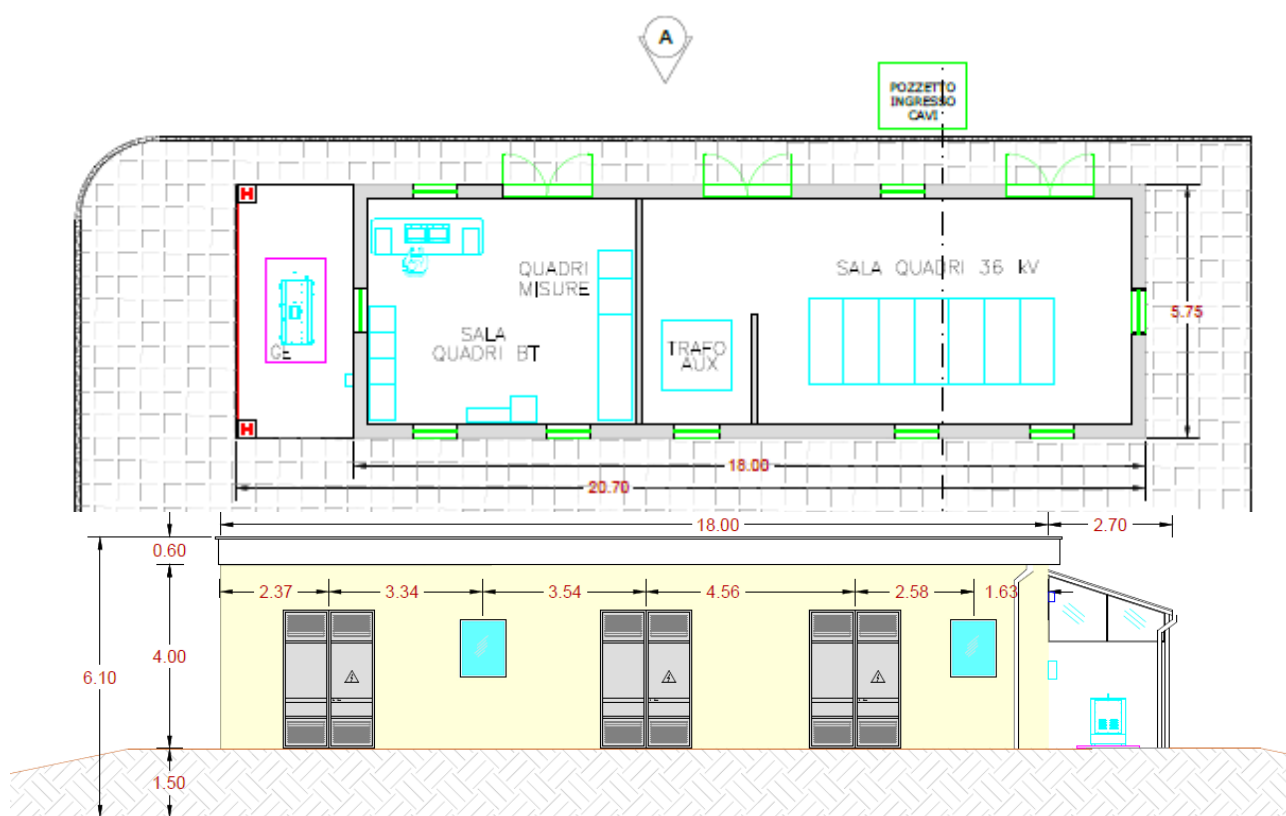 A
POZZETTO
INGRESSO
CAVI
QUADRI
MISURE
SALA QUADRI 36 kV
5.75
SALA
QUADRI BT
TRAFO
AUX
GE
18.00
20.70
18.00
2.70
0.60
2.37
3.34
3.54
4.56
2.58
1.63
4.00
6.10
1.50